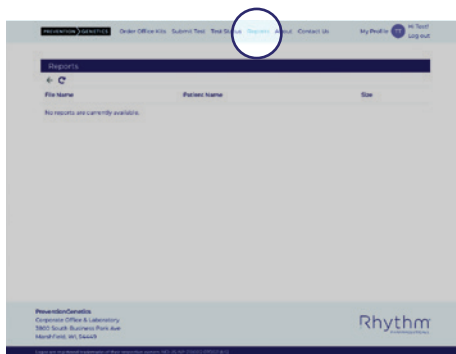 PREVENTION GENETICS Order Office Kits Submit Test Test Status Reports About Contact Us My Profile TT Hi, Test!
Log out
Reports
File Name Patient Name Size
No reports are currently available.
PreventionGenetics
Corporate Office & Laboratory
3800 South Business Park Ave
Marshfield, WI, 54449
Rhythm